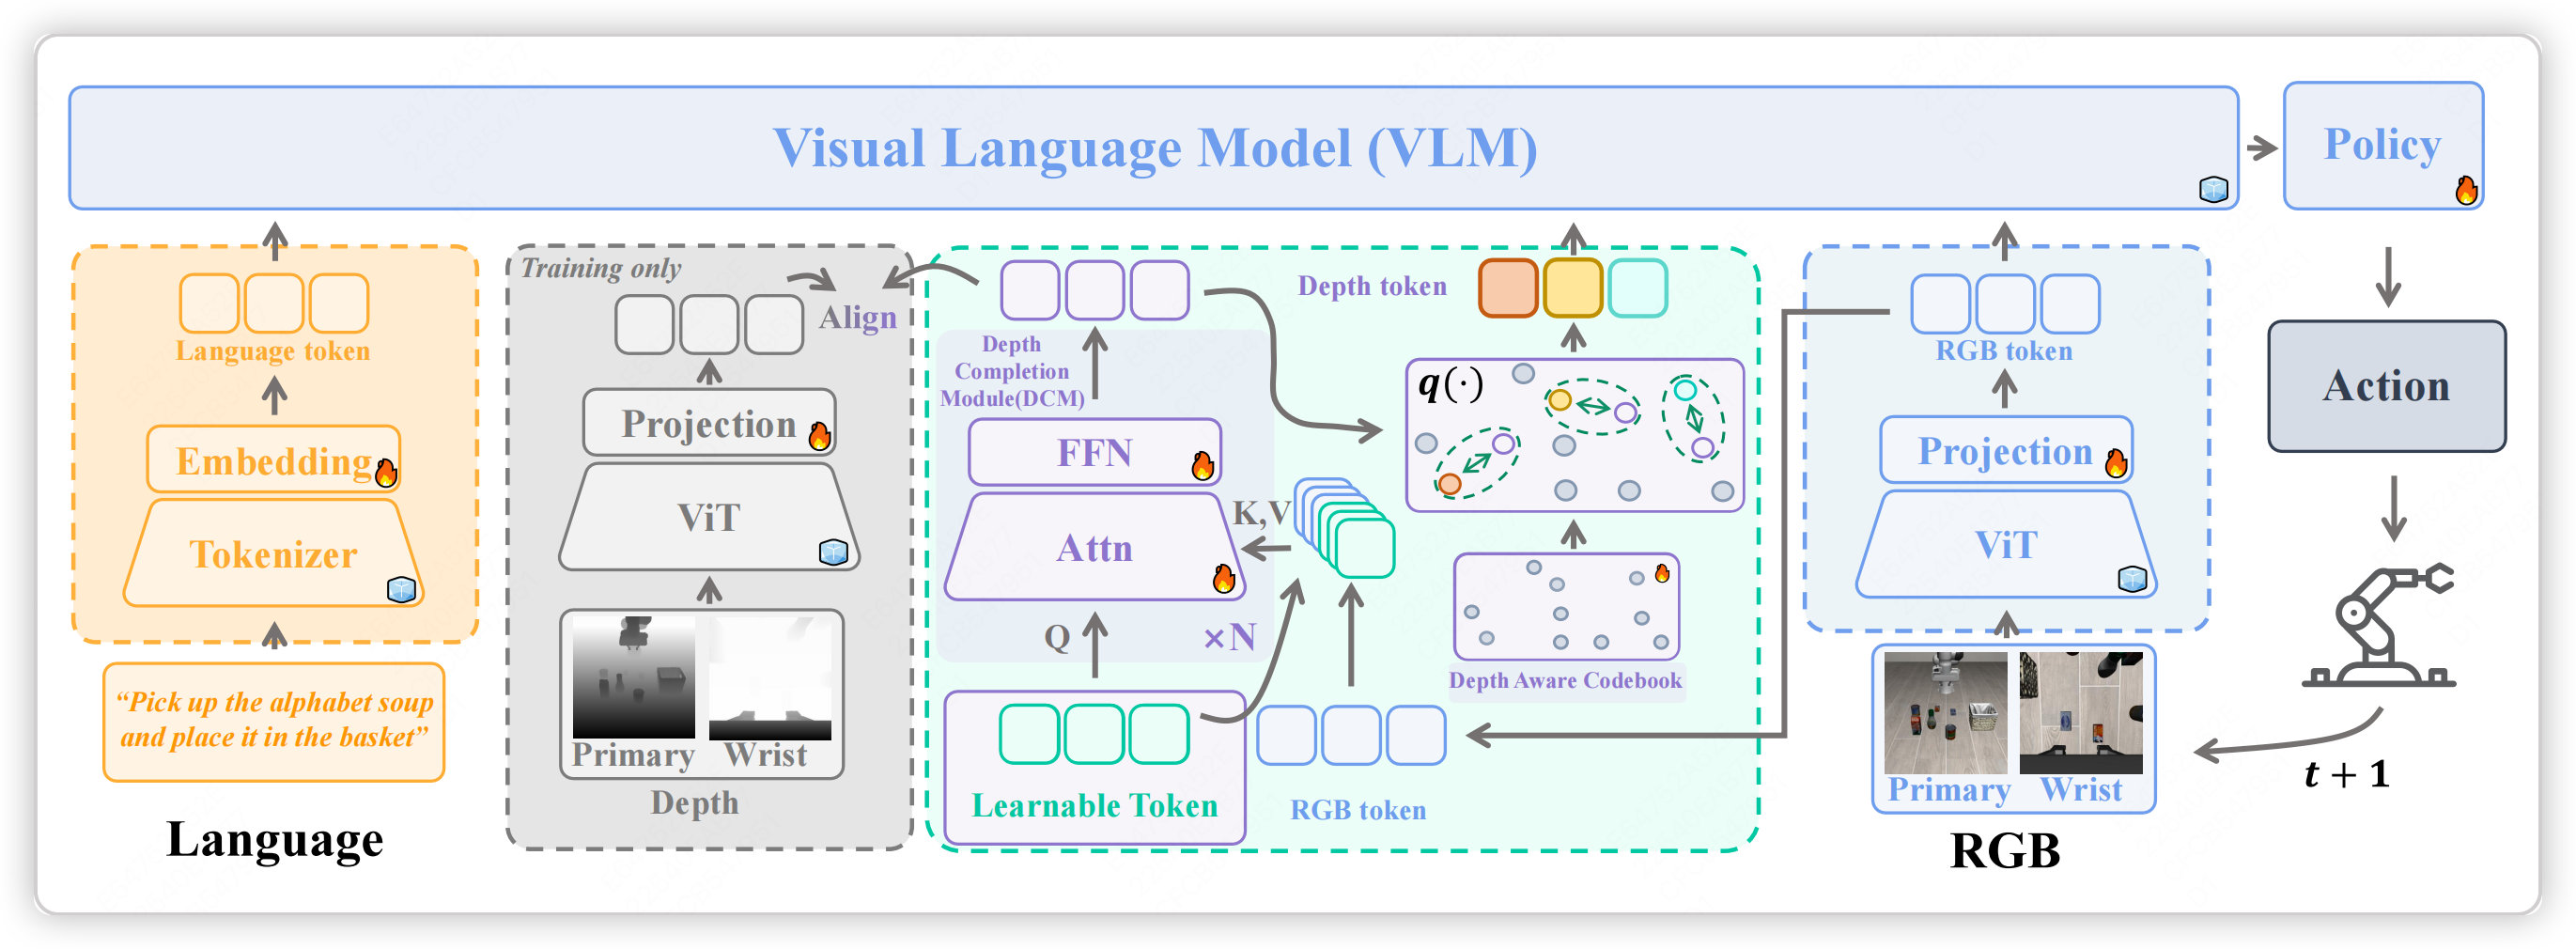 Visual Language Model (VLM)
Policy
Language token
Embedding
Tokenizer
“Pick up the alphabet soup
and place it in the basket”
Language
Training only
Align
Projection
ViT
Primary
Wrist
Depth
Depth
Completion
Module(DCM)
FFN
Attn
K,V
Q
×N
Learnable Token
RGB token
Depth token
q(·)
Depth Aware Codebook
RGB token
Projection
ViT
Primary
Wrist
RGB
Action
t + 1